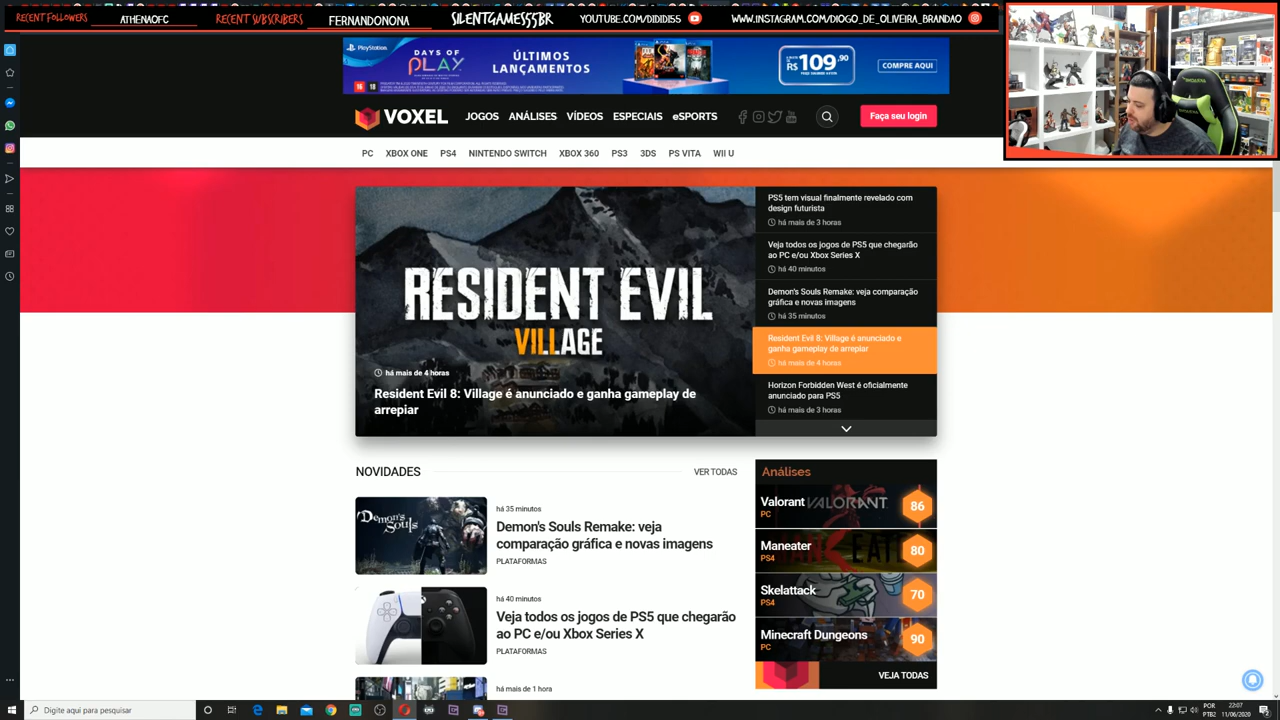 RECENT FOLLOWERS
ATHENAOFC
RECENT SUBSCRIBERS
FERNANDONONA
SILENTGAMES55BR
YOUTUBE.COM/DIDIDI55
WWW.INSTAGRAM.COM/DIOGO_DE_OLIVEIRA_BRANDAO
PlayStation
DAYS OF PLAY
ÚLTIMOS LANÇAMENTOS
R$109,90
COMPRE AQUI
VOXEL
JOGOS ANÁLISES VÍDEOS ESPECIAIS eSPORTS
Faça seu login
PC XBOX ONE PS4 NINTENDO SWITCH XBOX 360 PS3 3DS PS VITA WII U
RESIDENT EVIL
VILLAGE
há mais de 4 horas
Resident Evil 8: Village é anunciado e ganha gameplay de
arrepiar
PS5 tem visual finalmente revelado com
design futurista
há mais de 3 horas
Veja todos os jogos de PS5 que chegarão
ao PC e/ou Xbox Series X
há 40 minutos
Demon's Souls Remake: veja comparação
gráfica e novas imagens
há 35 minutos
Resident Evil 8: Village é anunciado e
ganha gameplay de arrepiar
há mais de 4 horas
Horizon Forbidden West é oficialmente
anunciado para PS5
há mais de 3 horas
NOVIDADES
VER TODAS
Demon's Souls
há 35 minutos
Demon's Souls Remake: veja
comparação gráfica e novas imagens
PLATAFORMAS
há 40 minutos
Veja todos os jogos de PS5 que chegarão
ao PC e/ou Xbox Series X
PLATAFORMAS
há mais de 1 hora
Análises
Valorant
VALORANT
PC
86
Maneater
PS4
80
Skelattack
PS4
70
Minecraft Dungeons
PC
90
VEJA TODAS
Digite aqui para pesquisar
POR
PTB2
22:07
11/06/2020